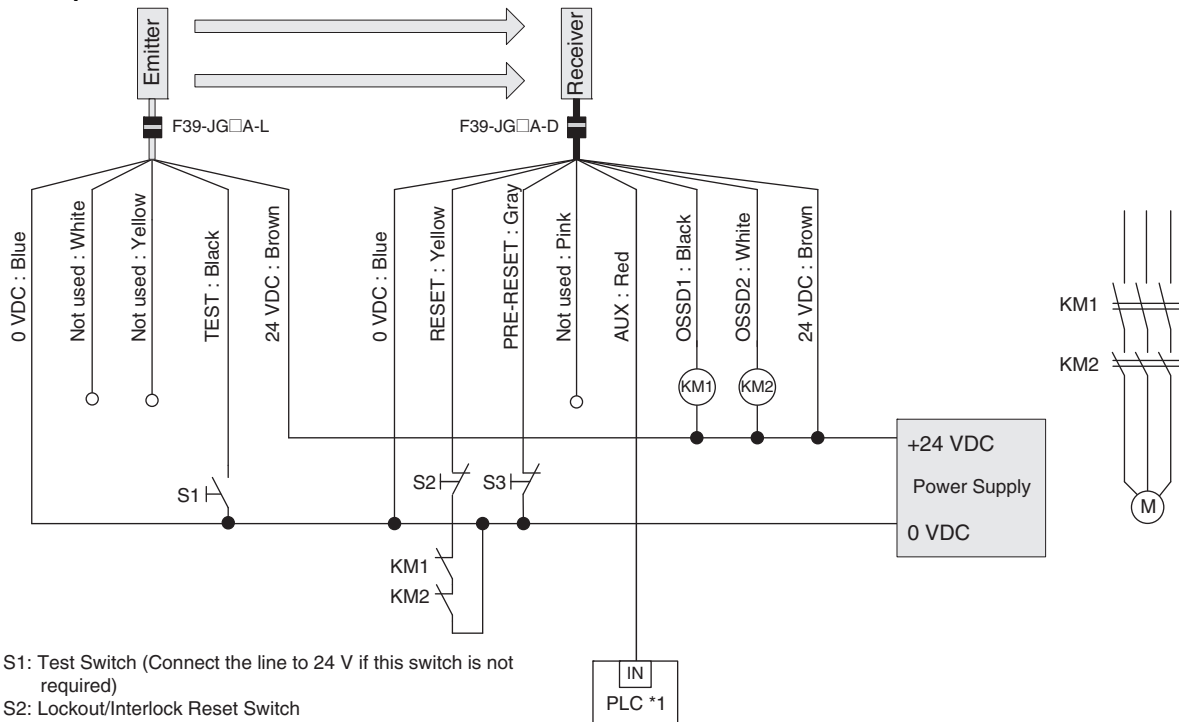 Emitter
Receiver
F39-JG□A-L
F39-JG□A-D
0 VDC : Blue
Not used : White
Not used : Yellow
TEST : Black
24 VDC : Brown
0 VDC : Blue
RESET : Yellow
PRE-RESET : Gray
Not used : Pink
AUX : Red
OSSD1 : Black
OSSD2 : White
24 VDC : Brown
KM1
KM2
KM1
KM2
M
+24 VDC
Power Supply
0 VDC
S1
S2
S3
KM1
KM2
IN
PLC *1
S1: Test Switch (Connect the line to 24 V if this switch is not
required)
S2: Lockout/Interlock Reset Switch